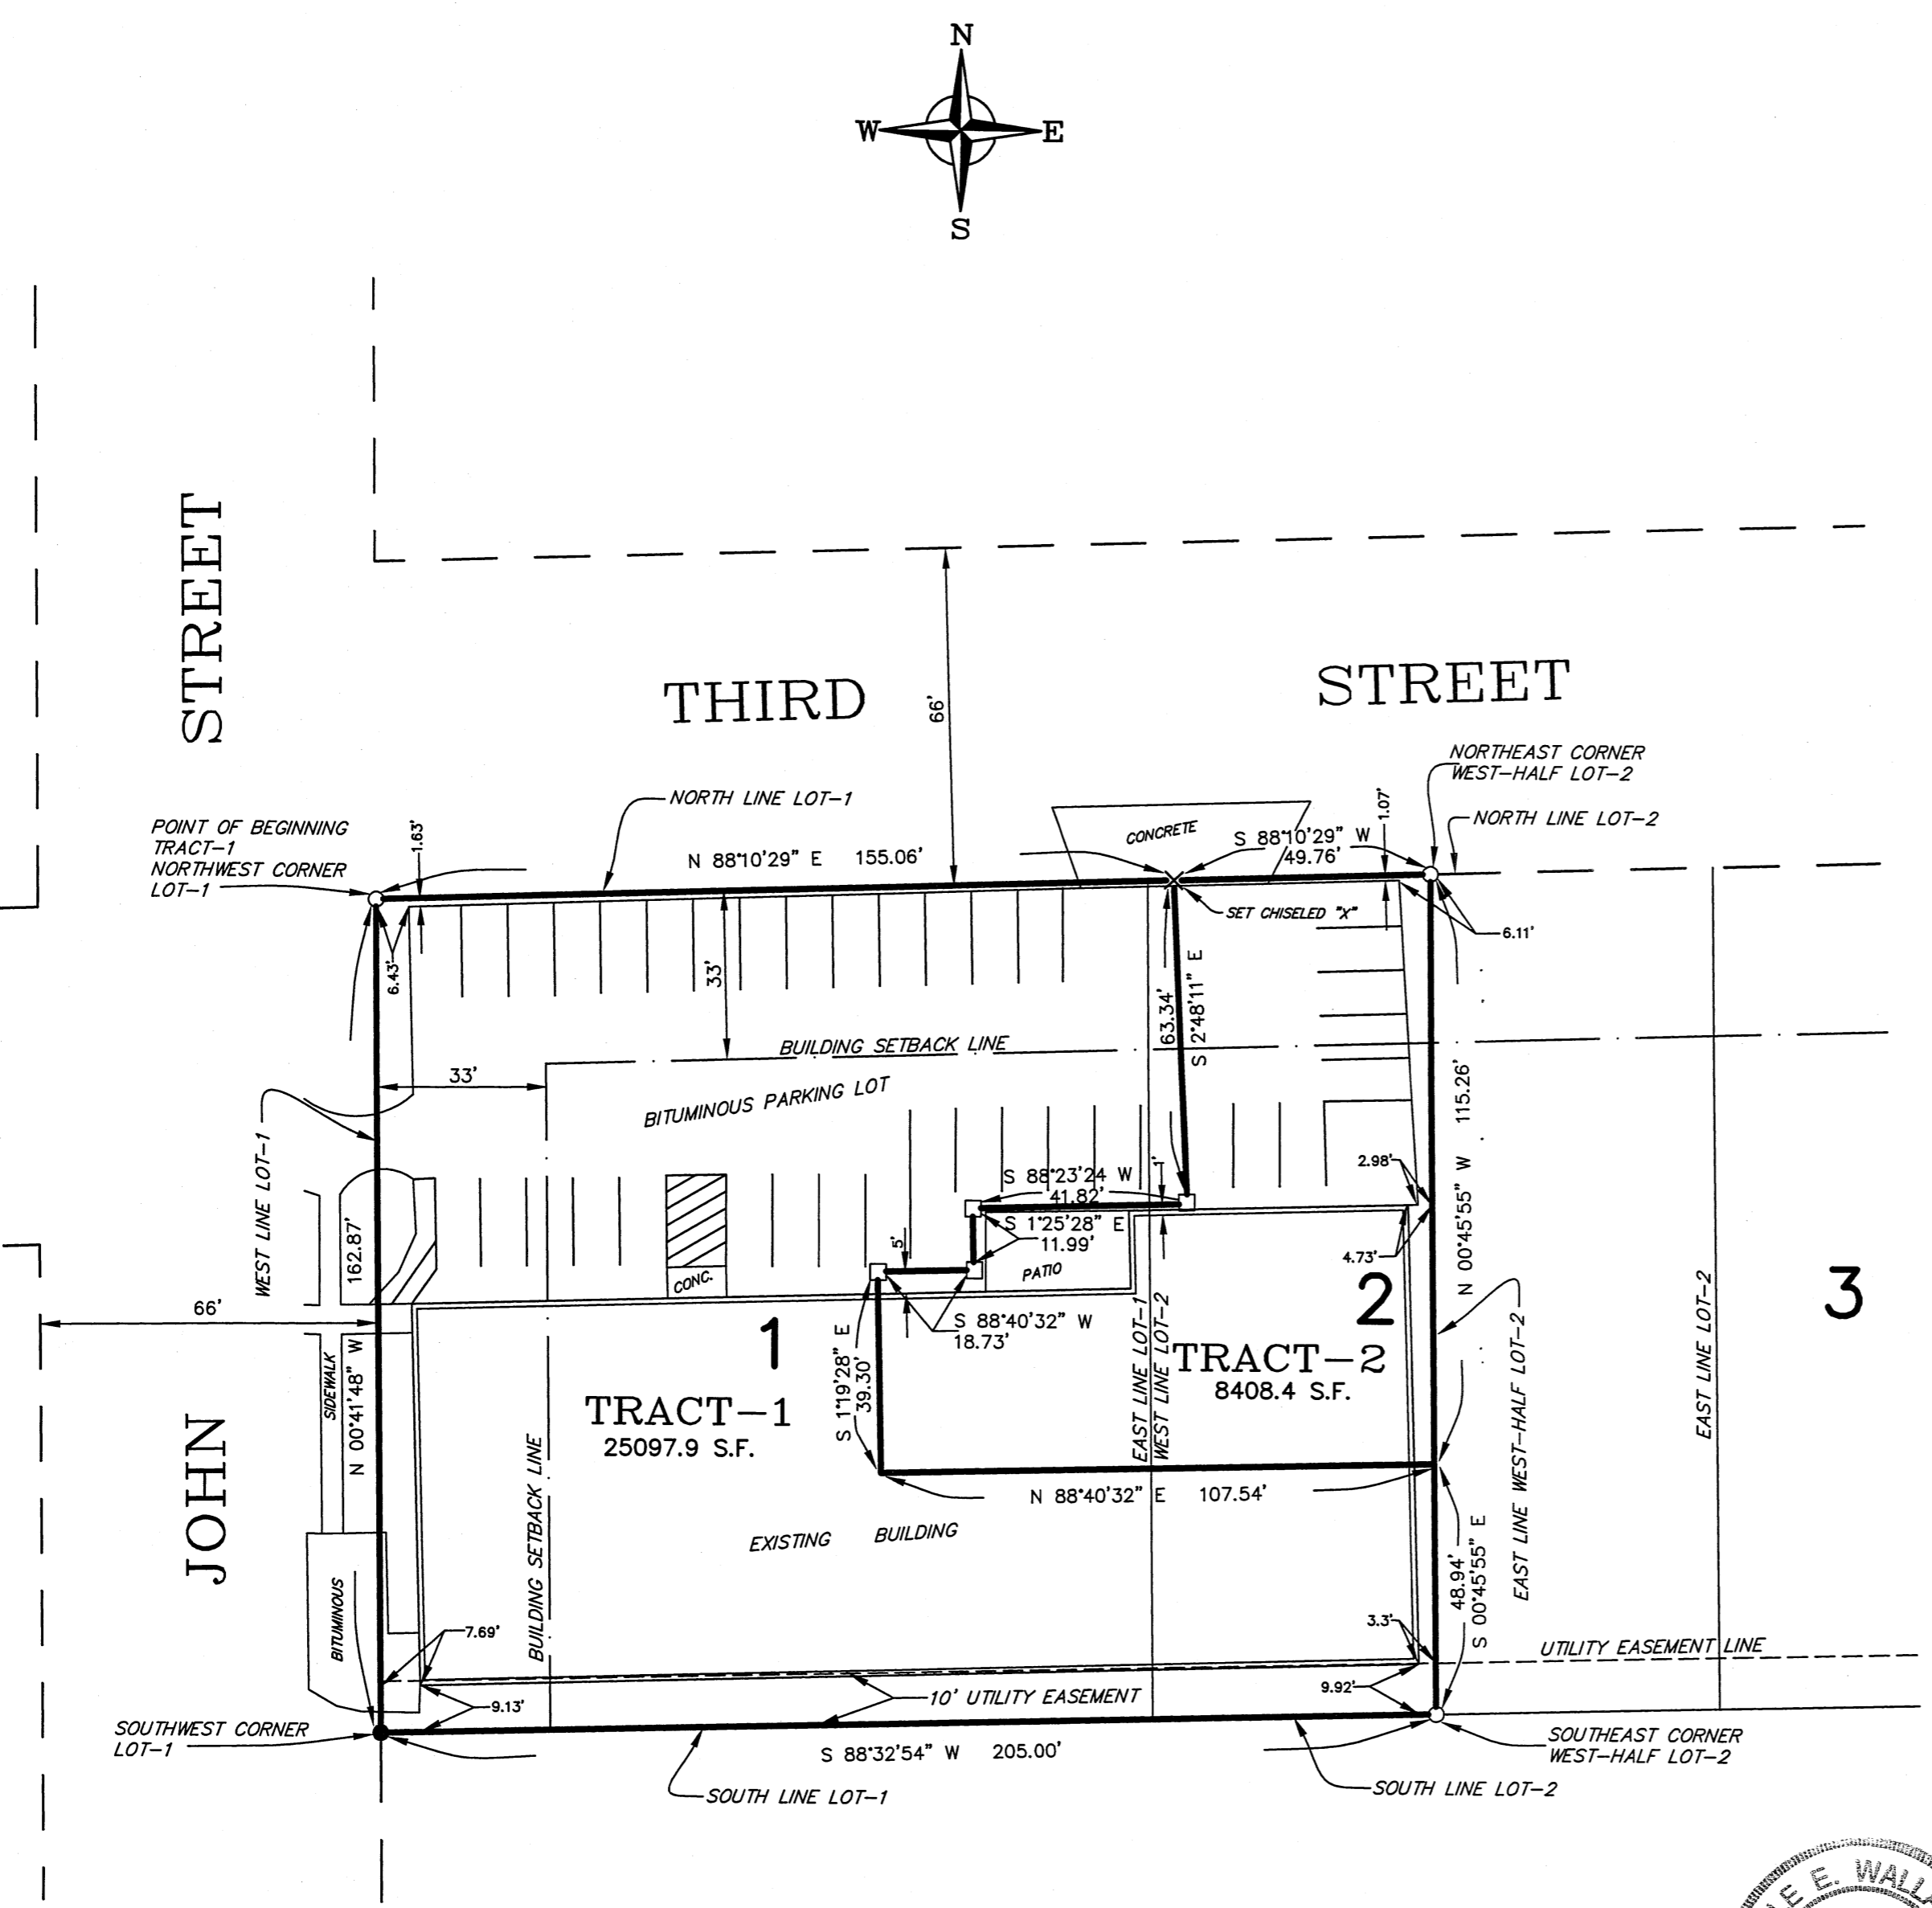 N
W
E
S
STREET
THIRD
STREET
66'
NORTHEAST CORNER
WEST-HALF LOT-2
NORTH LINE LOT-1
NORTH LINE LOT-2
POINT OF BEGINNING
TRACT-1
NORTHWEST CORNER
LOT-1
1.63'
N 88°10'29" E 155.06'
CONCRETE
S 88°10'29" W
49.76'
1.07'
SET CHISELED "X"
6.11'
6.43'
33'
63.34'
S 2°48'11" E
BUILDING SETBACK LINE
33'
BITUMINOUS PARKING LOT
N 00°45'55" W 115.26'
WEST LINE LOT-1
2.98'
S 88°23'24 W
41.82'
1'
S 1°25'28" E
11.99'
5'
4.73'
162.87'
N 00°41'48" W
CONC.
PATIO
66'
S 88°40'32" W
18.73'
1
2
3
TRACT-2
8408.4 S.F.
SIDEWALK
S 1°19'28" E
39.30'
EAST LINE LOT-1
WEST LINE LOT-2
EAST LINE WEST-HALF LOT-2
EAST LINE LOT-2
TRACT-1
25097.9 S.F.
JOHN
BUILDING SETBACK LINE
N 88°40'32" E 107.54'
EXISTING BUILDING
48.94'
S 00°45'55" E
BITUMINOUS
7.69'
3.3'
UTILITY EASEMENT LINE
9.13'
10' UTILITY EASEMENT
9.92'
SOUTHWEST CORNER
LOT-1
S 88°32'54" W 205.00'
SOUTHEAST CORNER
WEST-HALF LOT-2
SOUTH LINE LOT-1
SOUTH LINE LOT-2
E.